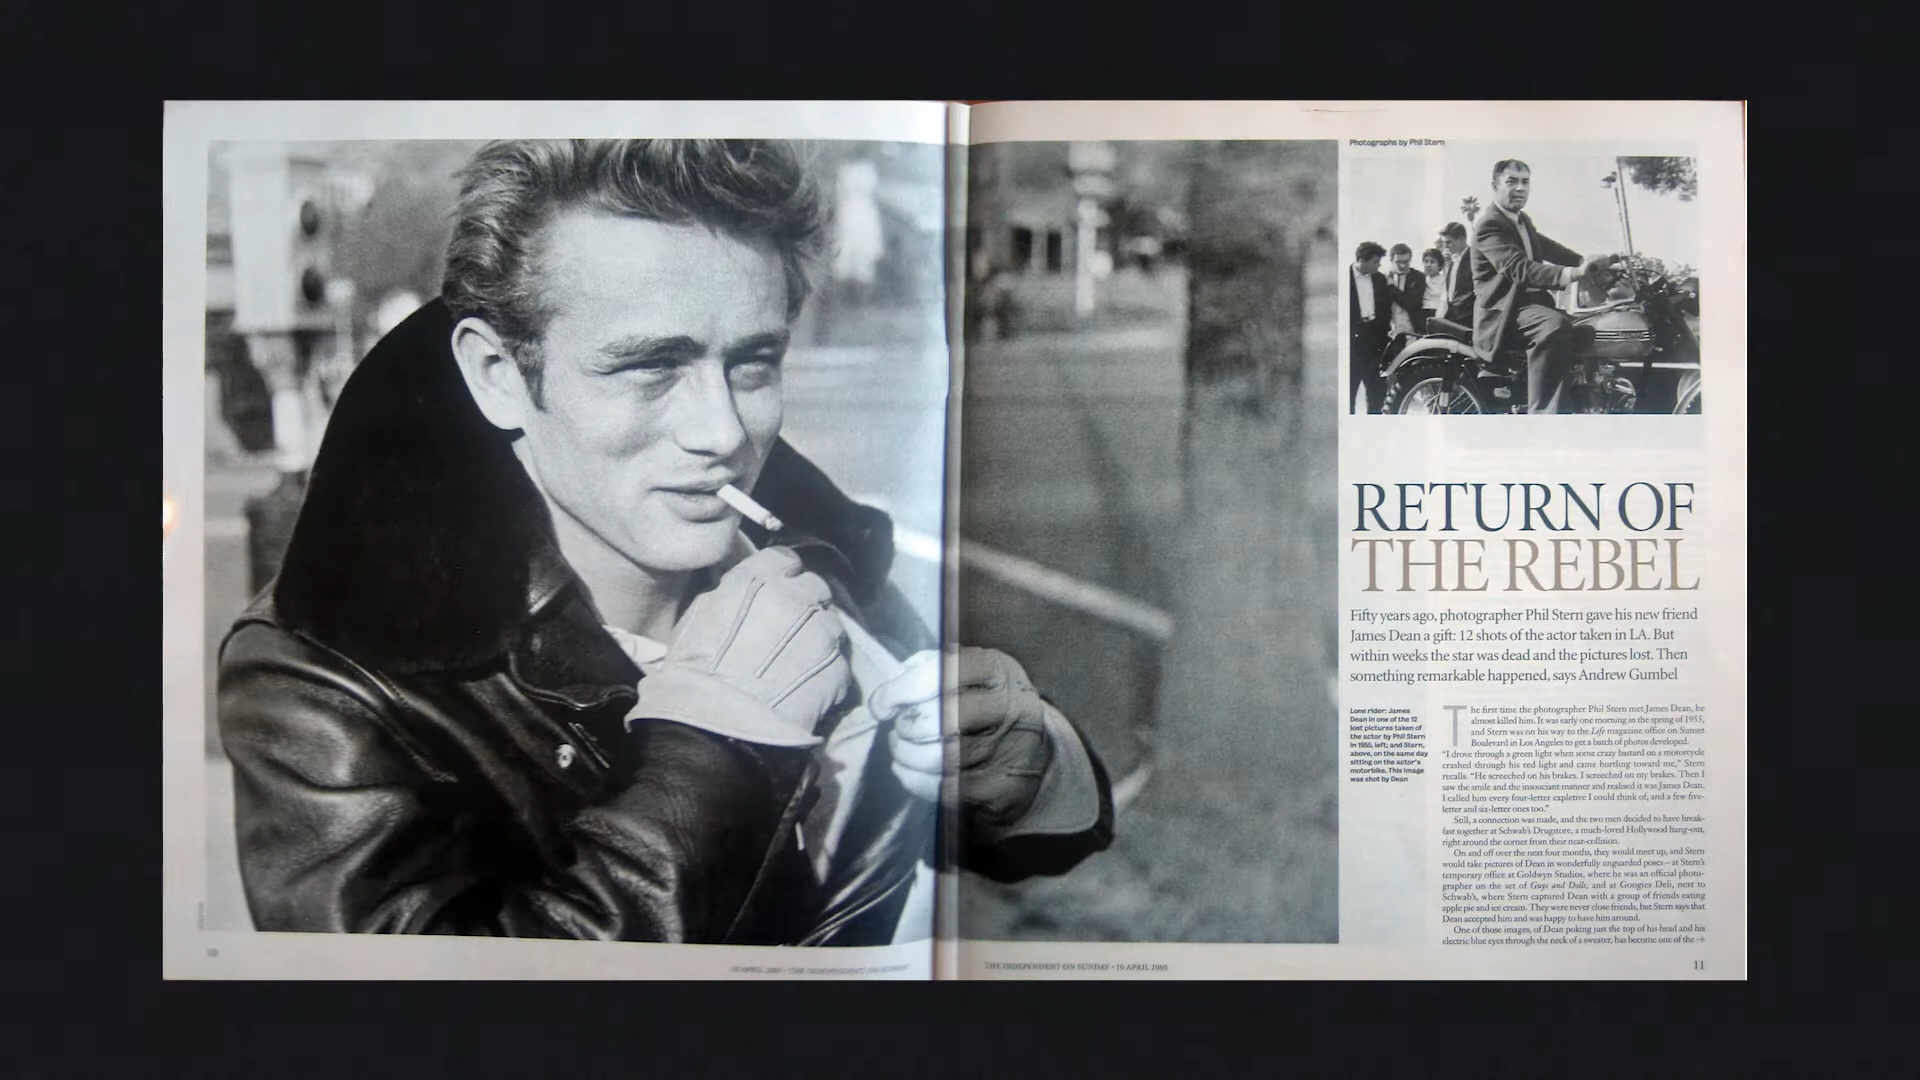 Photographs by Phil Stern
RETURN OF
THE REBEL
Fifty years ago, photographer Phil Stern gave his new friend
James Dean a gift: 12 shots of the actor taken in LA. But
within weeks the star was dead and the pictures lost. Then
something remarkable happened, says Andrew Gumbel
Lone rider: James
Dean in one of the 12
lost pictures taken of
the actor by Phil Stern
in 1955, left; and Stern,
above, on the same day
sitting on the actor's
motorbike. This image
was shot by Dean
The first time the photographer Phil Stern met James Dean, he
almost killed him. It was early one morning in the spring of 1955,
and Stern was on his way to the Life magazine office on Sunset
Boulevard in Los Angeles to get a batch of photos developed.
"I drove through a green light when some crazy bastard on a motorcycle
crashed through his red light and came hurtling toward me," Stern
recalls. "He screeched on his brakes. I screeched on my brakes. Then I
saw the smile and the insouciant manner and realised it was James Dean.
I called him every four-letter expletive I could think of, and a few five-
letter and six-letter ones too."
Still, a connection was made, and the two men decided to have break-
fast together at Schwab's Drugstore, a much-loved Hollywood hang-out,
right around the corner from their near-collision.
On and off over the next four months, they would meet up, and Stern
would take pictures of Dean in wonderfully unguarded poses – at Stern's
temporary office at Goldwyn Studios, where he was an official photo-
grapher on the set of Guys and Dolls, and at Googies Deli, next to
Schwab's, where Stern captured Dean with a group of friends eating
apple pie and ice cream. They were never close friends, but Stern says that
Dean accepted him and was happy to have him around.
One of those images, of Dean poking just the top of his head and his
electric blue eyes through the neck of a sweater, has become one of the →
10 APRIL 2005 • THE INDEPENDENT ON SUNDAY
THE INDEPENDENT ON SUNDAY • 10 APRIL 2005
11